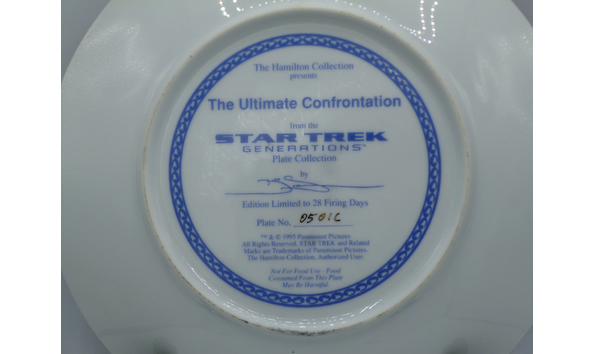 The Hamilton Collection
presents
The Ultimate Confrontation
from the
STAR TREK
GENERATIONS™
Plate Collection
by
Edition Limited to 28 Firing Days
Plate No.
™ & © 1995 Paramount Pictures
All Rights Reserved. STAR TREK and Related
Marks are Trademarks of Paramount Pictures.
The Hamilton Collection, Authorized User.
Not For Food Use - Food
Consumed From This Plate
May Be Harmful.